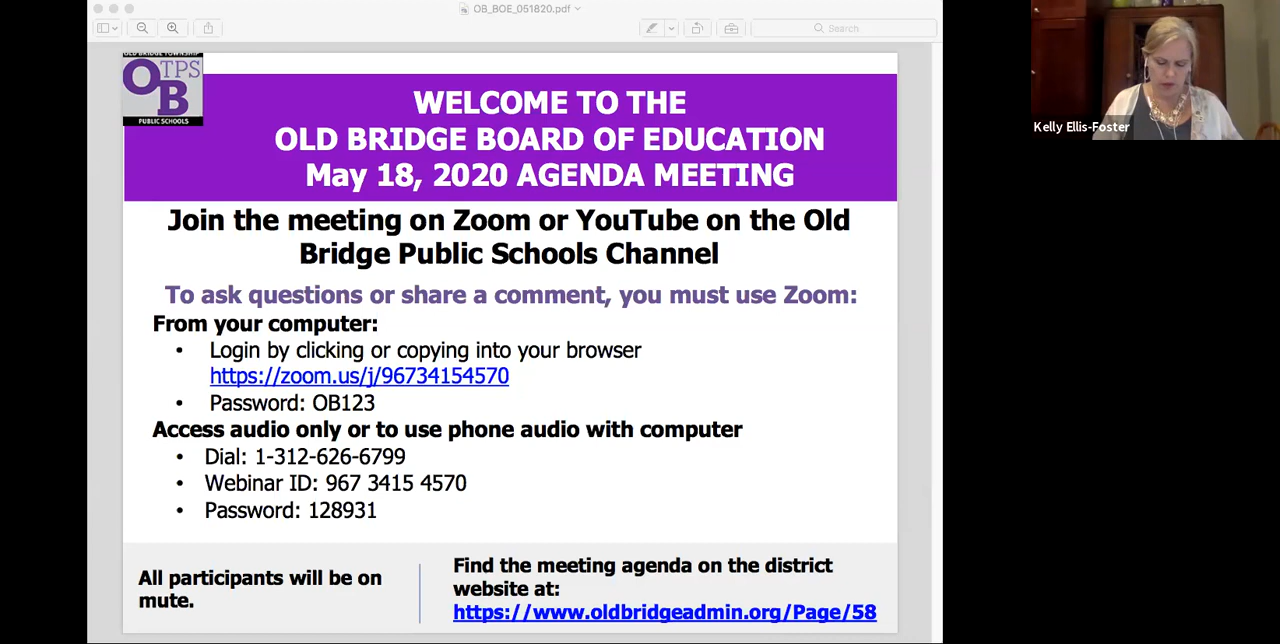 OB_BOE_051820.pdf
Search
OLD BRIDGE TOWNSHIP
OB TPS
PUBLIC SCHOOLS
WELCOME TO THE
OLD BRIDGE BOARD OF EDUCATION
May 18, 2020 AGENDA MEETING
Join the meeting on Zoom or YouTube on the Old
Bridge Public Schools Channel
To ask questions or share a comment, you must use Zoom:
From your computer:
• Login by clicking or copying into your browser
https://zoom.us/j/96734154570
• Password: OB123
Access audio only or to use phone audio with computer
• Dial: 1-312-626-6799
• Webinar ID: 967 3415 4570
• Password: 128931
All participants will be on
mute.
Find the meeting agenda on the district
website at:
https://www.oldbridgeadmin.org/Page/58
Kelly Ellis-Foster